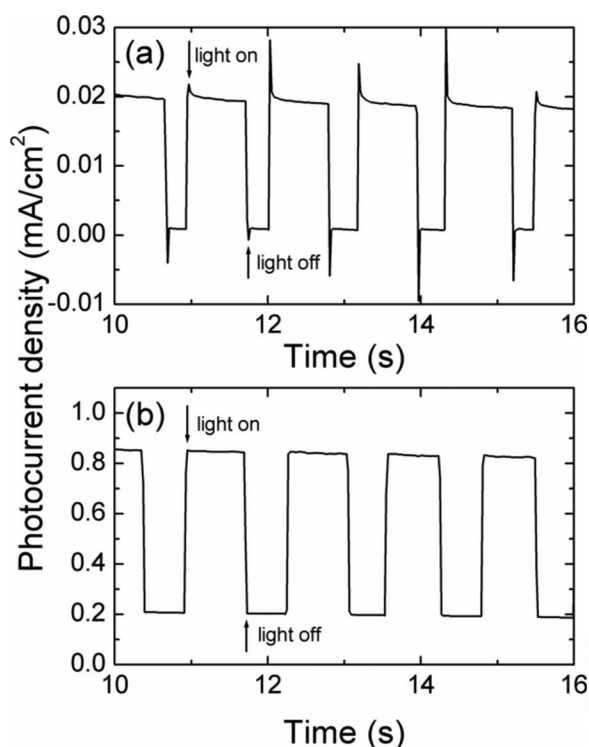 Photocurrent density (mA/cm²)
(a)
light on
light off
0.03
0.02
0.01
0.00
-0.01
10 12 14 16
Time (s)
(b)
light on
light off
1.0
0.8
0.6
0.4
0.2
0.0
10 12 14 16
Time (s)